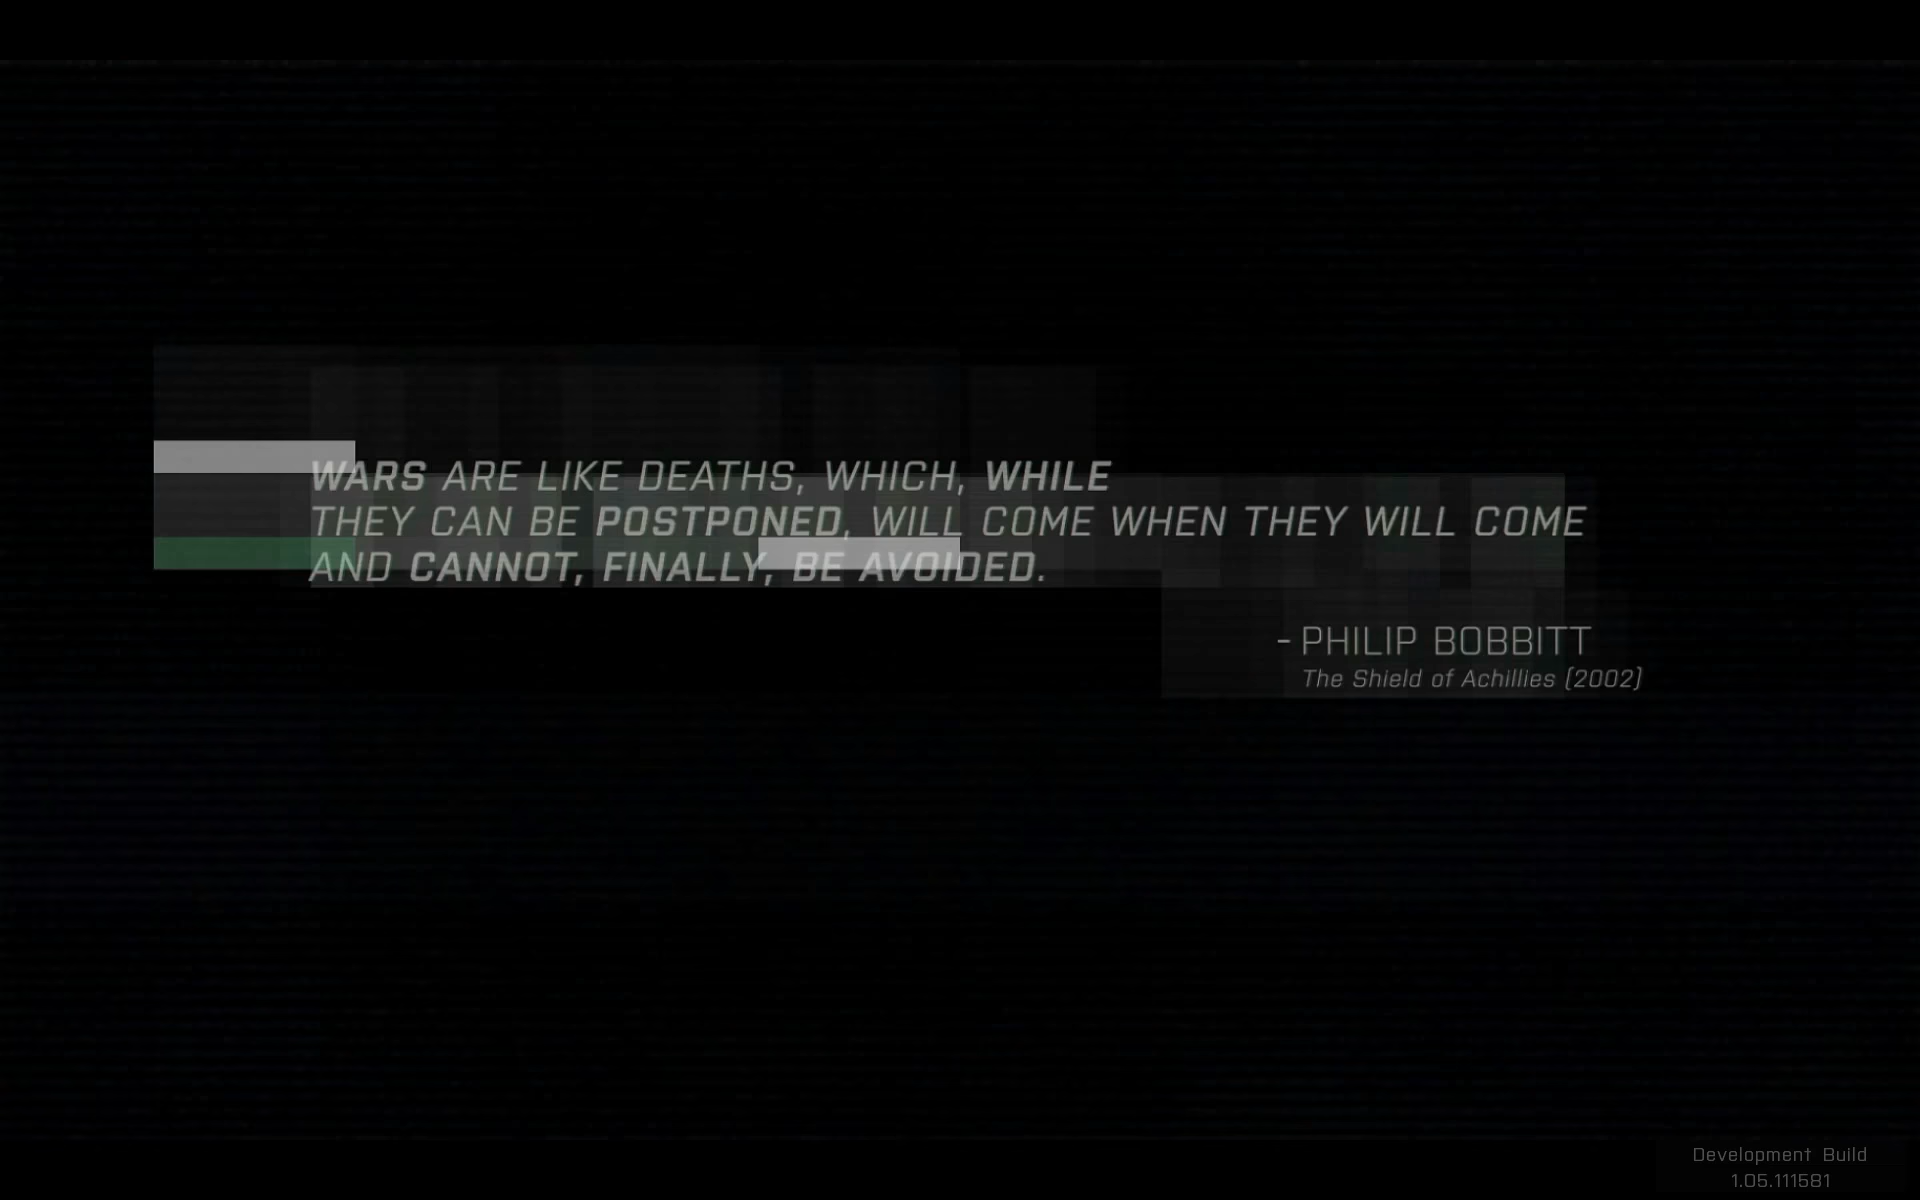 WARS ARE LIKE DEATHS, WHICH, WHILE
THEY CAN BE POSTPONED, WILL COME WHEN THEY WILL COME
AND CANNOT, FINALLY, BE AVOIDED.
- PHILIP BOBBITT
The Shield of Achillies (2002)
Development Build
1.05.111581